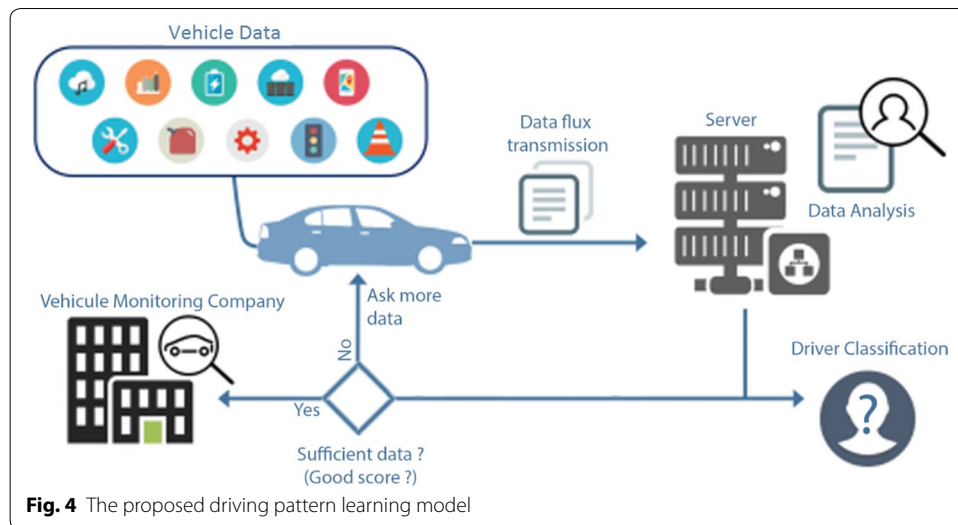 Vehicle Data
Data flux
transmission
Server
Data Analysis
Vehicule Monitoring Company
Ask more
data
No
Driver Classification
Yes
?
Sufficient data ?
(Good score ?)
Fig. 4 The proposed driving pattern learning model